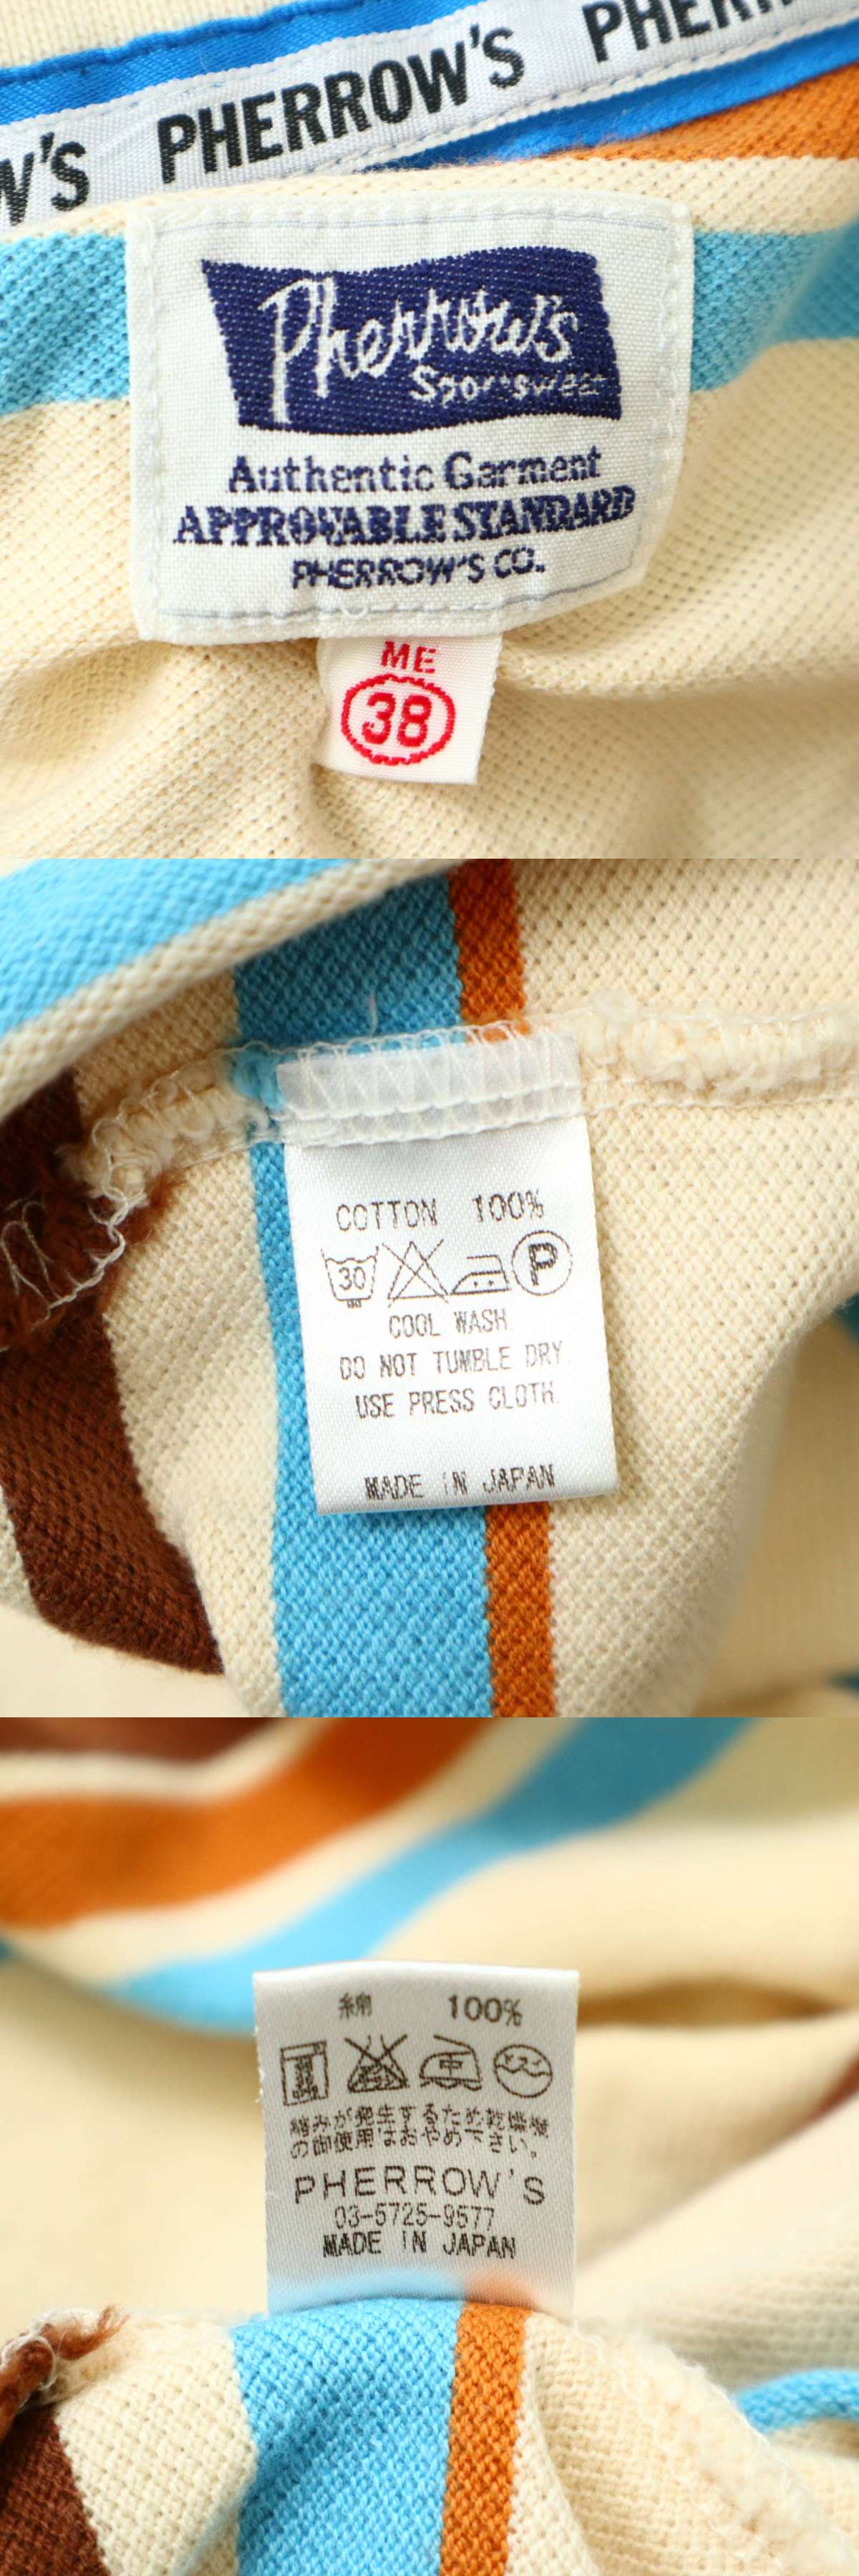 W'S PHERROW'S PHERR
Pherrow's
Sportswear
Authentic Garment
APPROVABLE STANDARD
PHERROW'S CO.
ME
38
COTTON 100%
30 P
COOL WASH
DO NOT TUMBLE DRY
USE PRESS CLOTH.
MADE IN JAPAN
綿 100%
中
縮みが発生するため乾燥機
の御使用はおやめ下さい。
PHERROW'S
03-5725-9577
MADE IN JAPAN